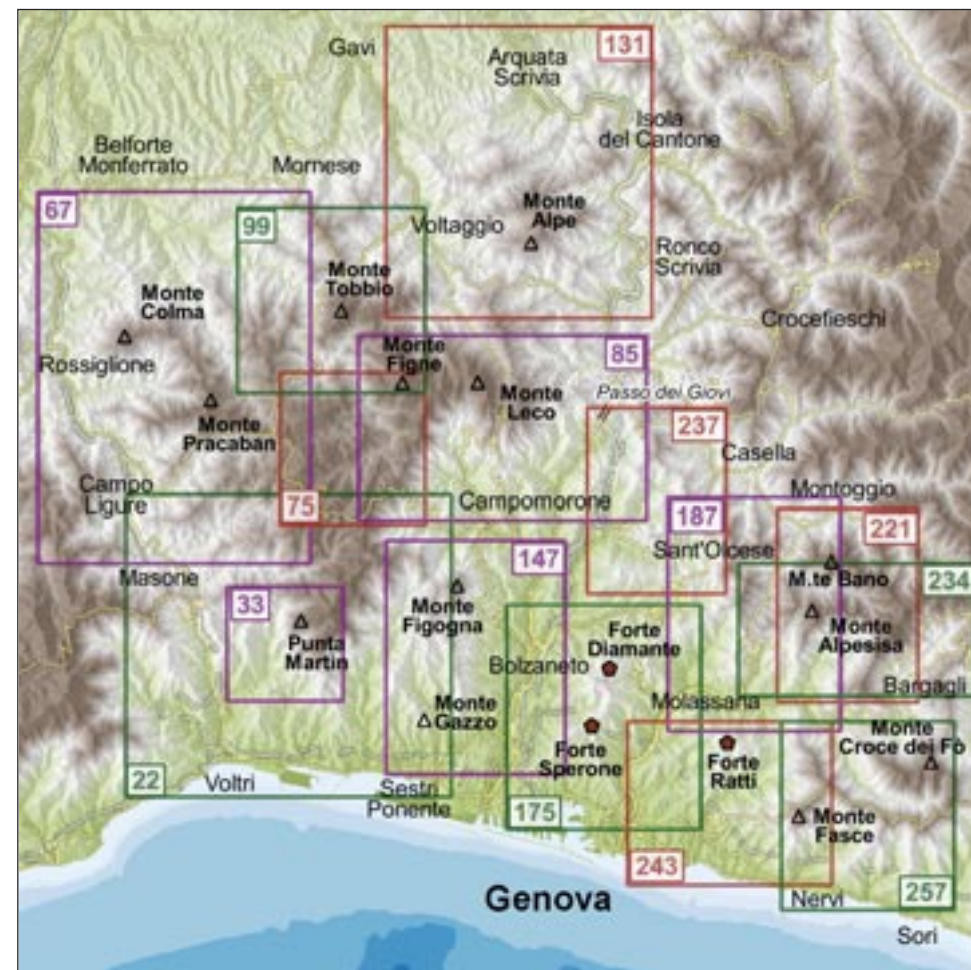 Gavi
131
Arquata
Scrivia
Isola
del Cantone
Belforte
Monferrato
Mornese
67
99
Voltaggio
Monte
Alpe
Ronco
Scrivia
Monte
Tobbio
Monte
Colma
Crocefieschi
Rossiglione
Monte
Figne
85
Monte
Leco
Passo dei Giovi
Monte
Pracaban
237
Casella
Campo
Ligure
75
Campomorone
Montoggio
187
221
Sant'Olcese
147
Masone
M.te Bano
234
33
Monte
Figogna
Punta
Martin
Forte
Diamante
Monte
Alpesisa
Bolzaneto
Bargagli
Molassana
Monte
Gazzo
Monte
Croce dei Fò
Forte
Sperone
Forte
Ratti
22
Voltri
Sestri
Ponente
175
Monte
Fasce
243
Genova
Nervi
257
Sori